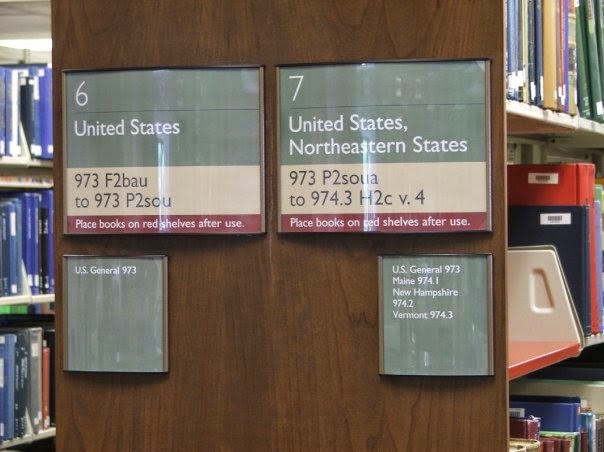 6
United States
973 F2bau
to 973 P2sou
Place books on red shelves after use.
7
United States,
Northeastern States
973 P2soua
to 974.3 H2c v. 4
Place books on red shelves after use.
U.S. General 973
U.S. General 973
Maine 974.1
New Hampshire
974.2
Vermont 974.3